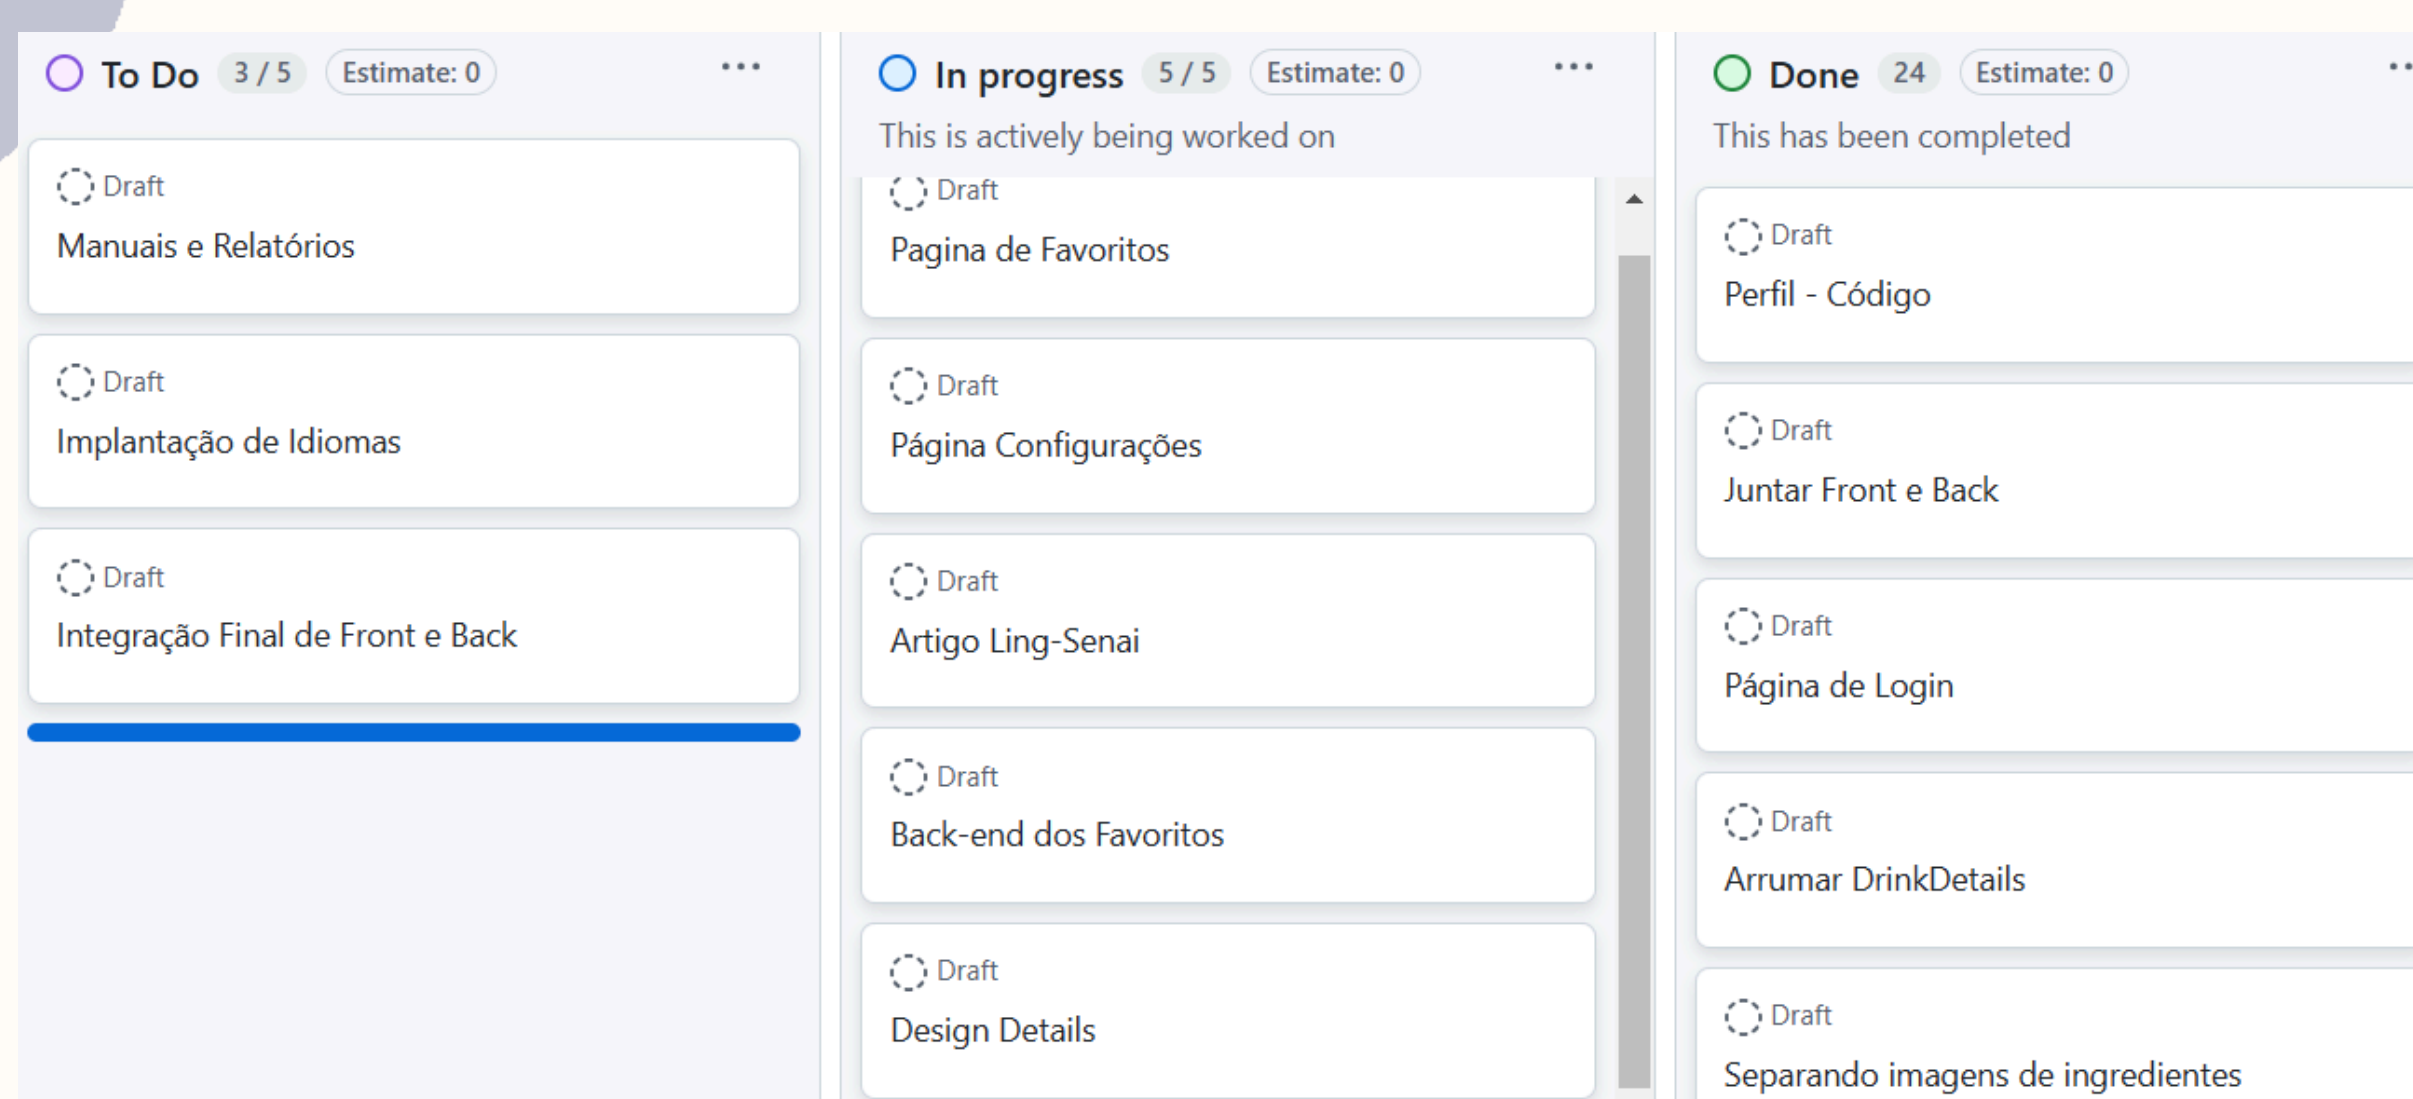 To Do 3 / 5 Estimate: 0 ...
Draft
Manuais e Relatórios
Draft
Implantação de Idiomas
Draft
Integração Final de Front e Back
In progress 5 / 5 Estimate: 0 ...
This is actively being worked on
Draft
Pagina de Favoritos
Draft
Página Configurações
Draft
Artigo Ling-Senai
Draft
Back-end dos Favoritos
Draft
Design Details
Done 24 Estimate: 0
This has been completed
Draft
Perfil - Código
Draft
Juntar Front e Back
Draft
Página de Login
Draft
Arrumar DrinkDetails
Draft
Separando imagens de ingredientes